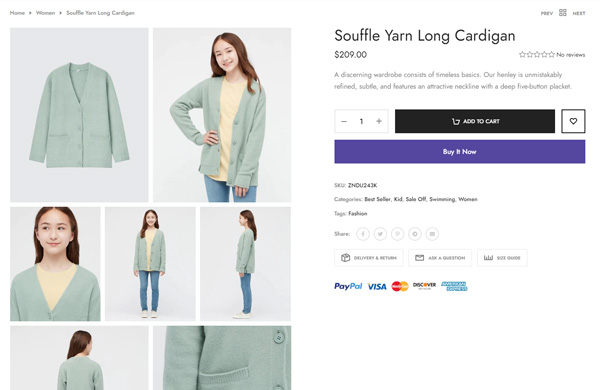 Home Women Souffle Yarn Long Cardigan
PREV NEXT
Souffle Yarn Long Cardigan
$209.00
No reviews
A discerning wardrobe consists of timeless basics. Our henley is unmistakably
refined, subtle, and features an attractive neckline with a deep five-button placket.
− 1 +
ADD TO CART
Buy It Now
SKU: ZNDU243K
Categories: Best Seller, Kid, Sale Off, Swimming, Women
Tags: Fashion
Share:
DELIVERY & RETURN
ASK A QUESTION
SIZE GUIDE
PayPal VISA MasterCard DISCOVER AMERICAN EXPRESS